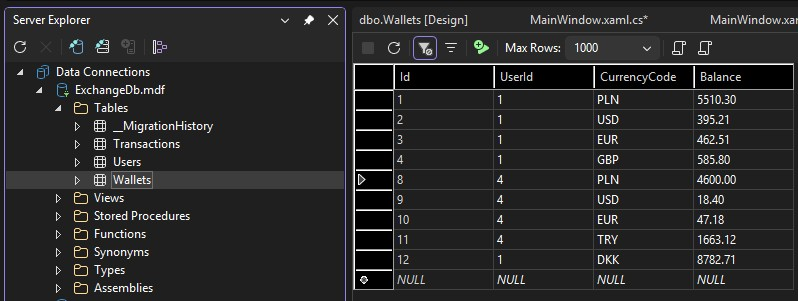 Server Explorer
Data Connections
ExchangeDb.mdf
Tables
__MigrationHistory
Transactions
Users
Wallets
Views
Stored Procedures
Functions
Synonyms
Types
Assemblies
dbo.Wallets [Design] MainWindow.xaml.cs* MainWindow.xa
Max Rows: 1000
Id UserId CurrencyCode Balance
1 1 PLN 5510.30
2 1 USD 395.21
3 1 EUR 462.51
4 1 GBP 585.80
8 4 PLN 4600.00
9 4 USD 18.40
10 4 EUR 47.18
11 4 TRY 1663.12
12 1 DKK 8782.71
NULL NULL NULL NULL